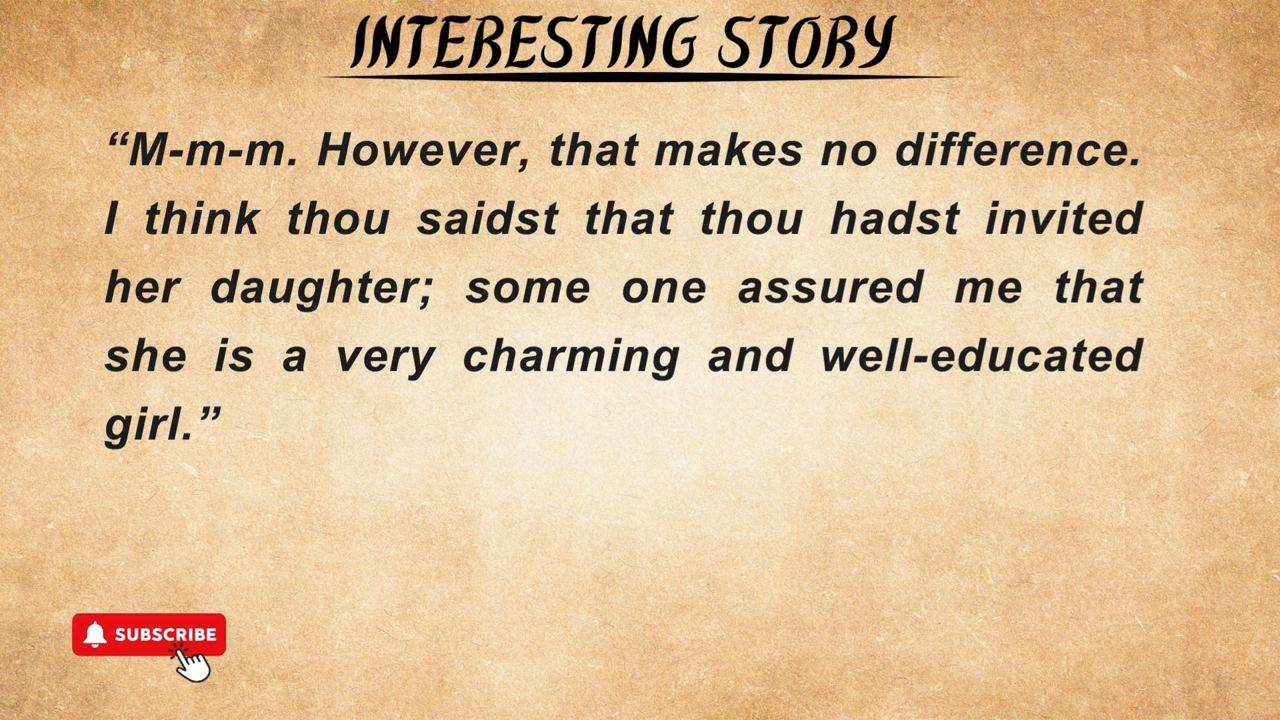 INTERESTING STORY
“M-m-m. However, that makes no difference.
I think thou saidst that thou hadst invited
her daughter; some one assured me that
she is a very charming and well-educated
girl.”
SUBSCRIBE